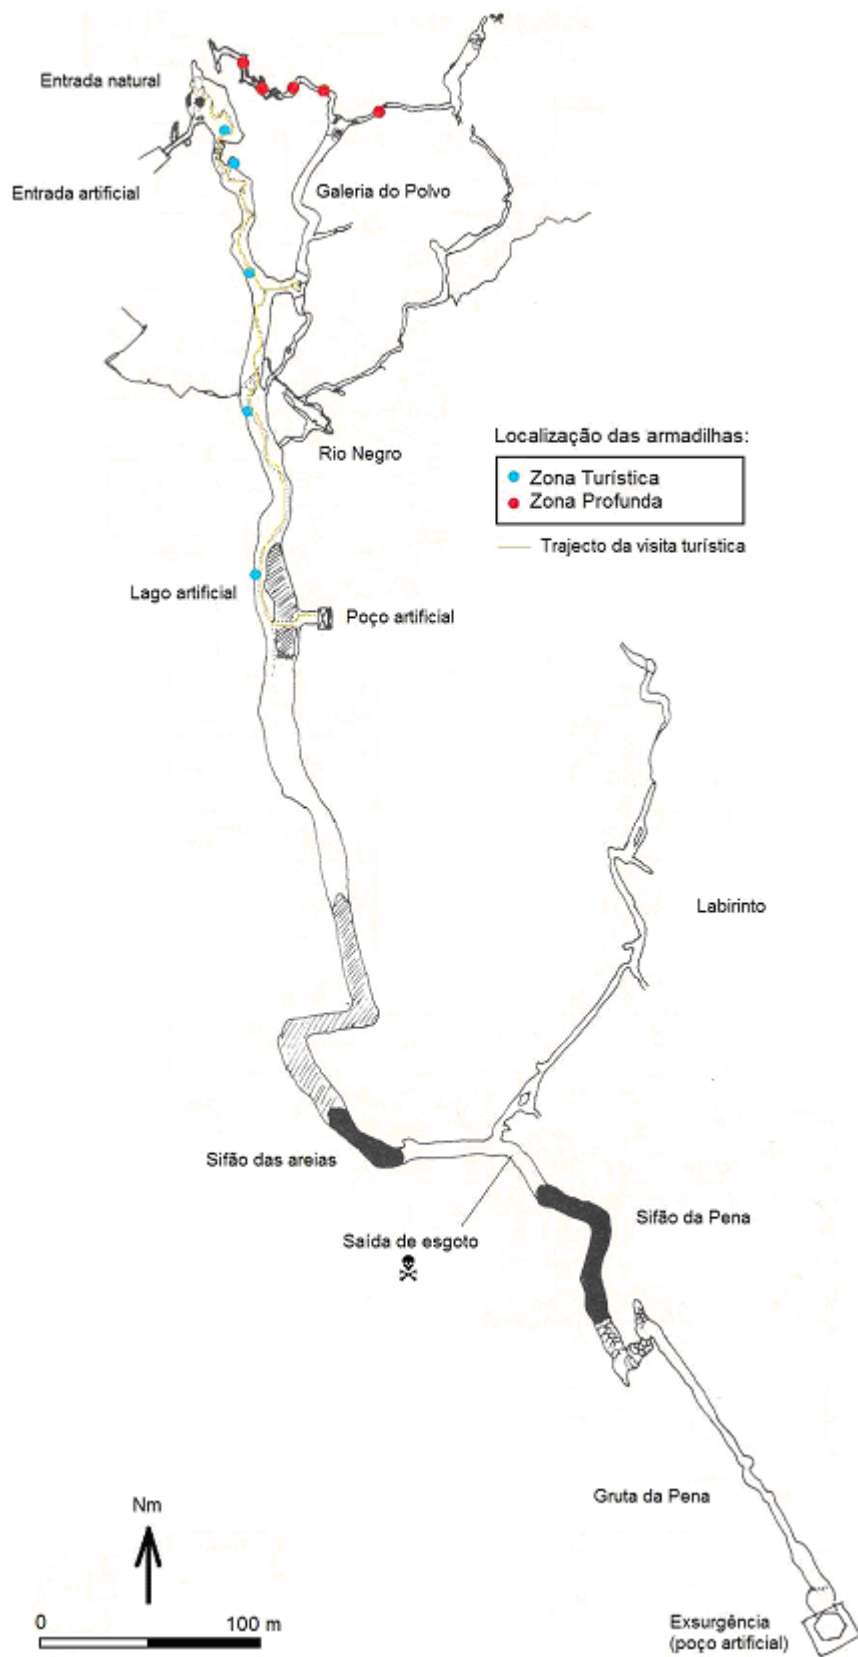 Entrada natural
Entrada artificial
Galeria do Polvo
Rio Negro
Localização das armadilhas:
Zona Turística
Zona Profunda
Trajecto da visita turística
Lago artificial
Poço artificial
Labirinto
Sifão das areias
Sifão da Pena
Saída de esgoto
Gruta da Pena
Nm
0 100 m
Exsurgência
(poço artificial)